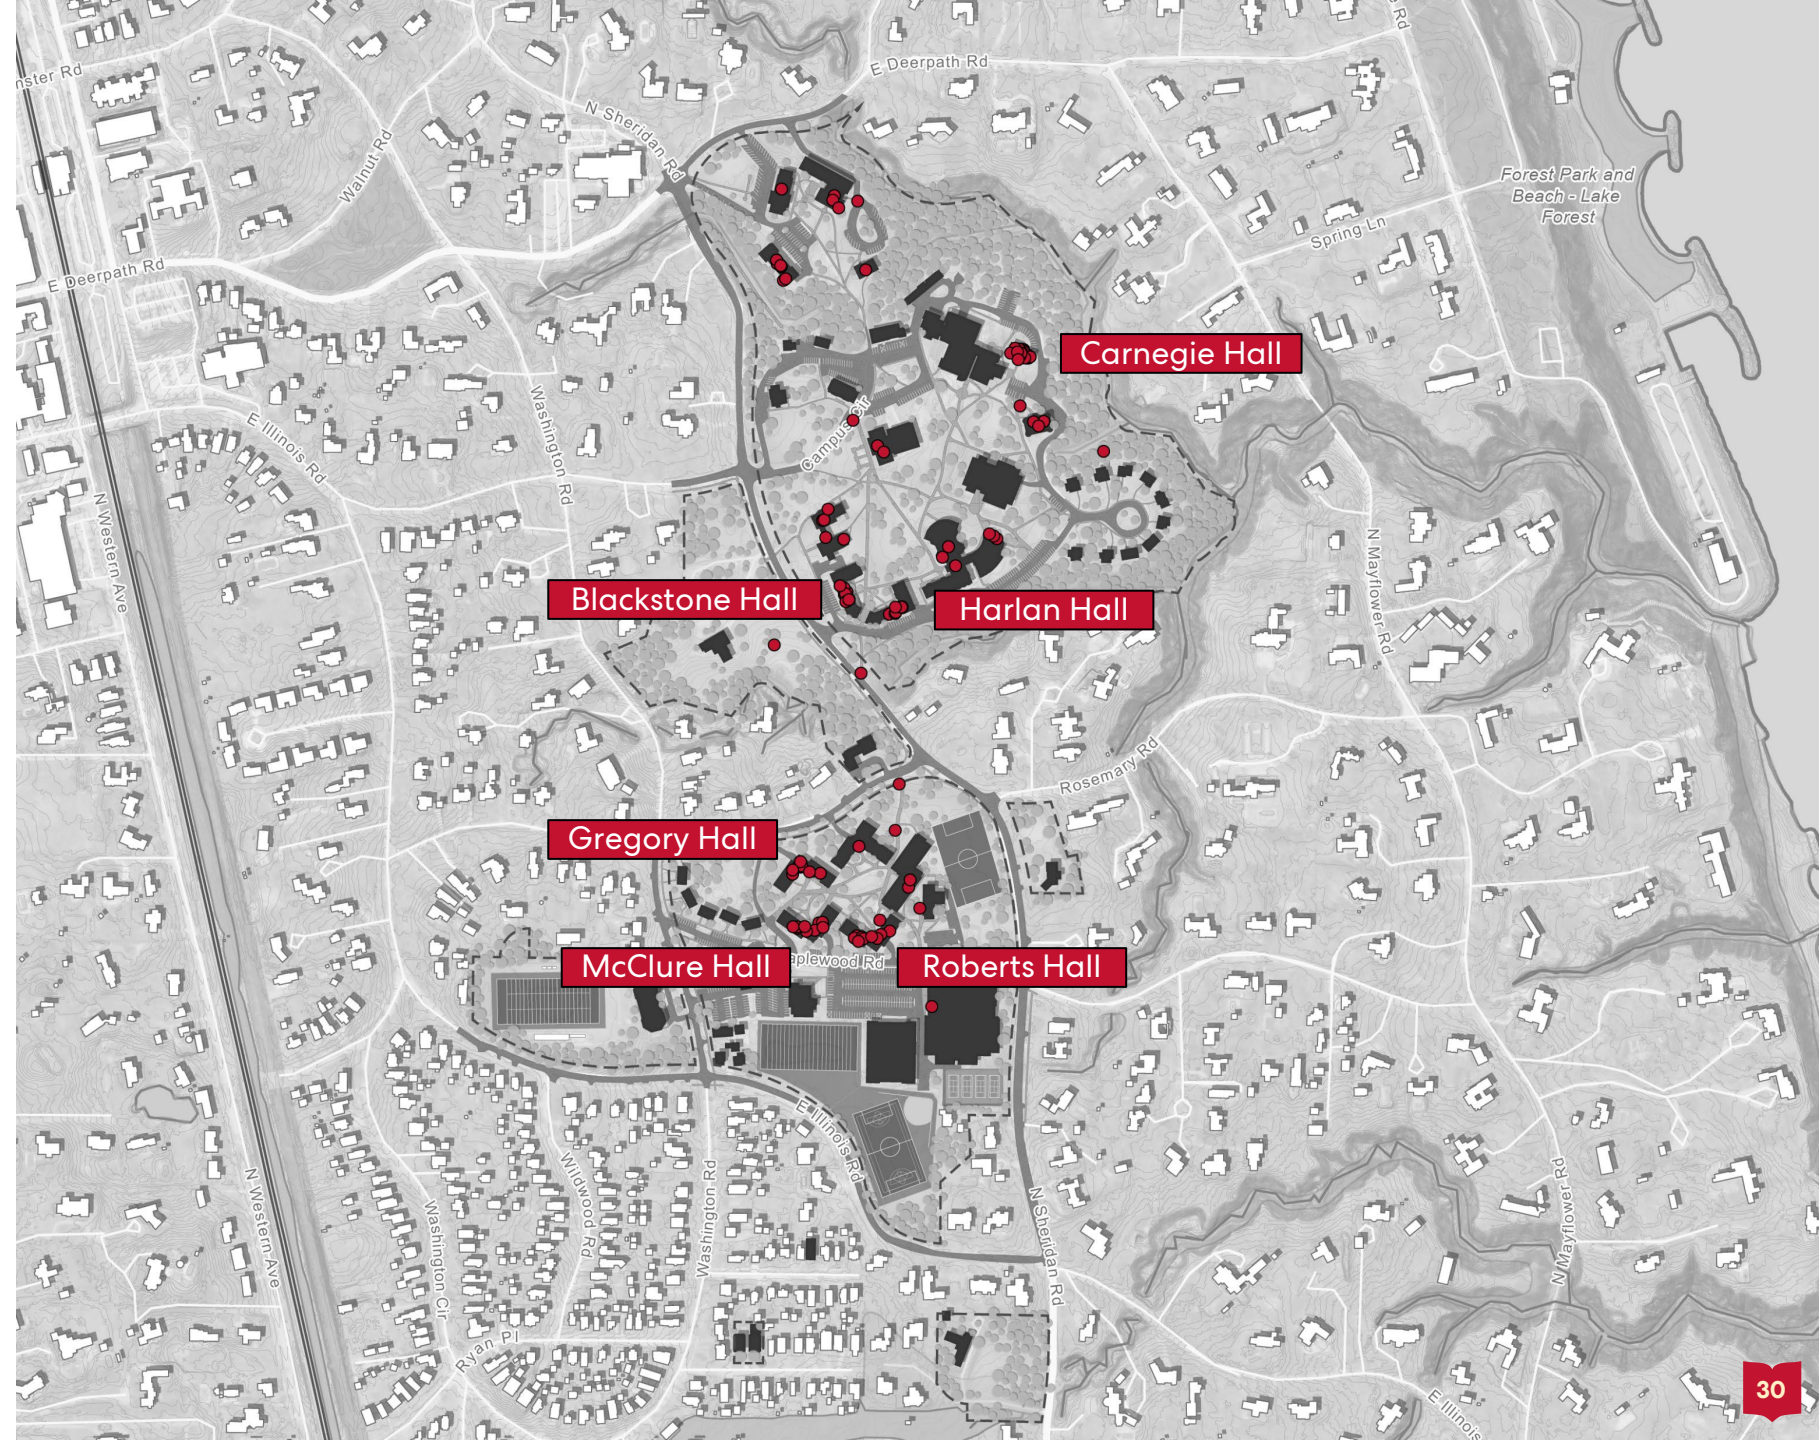 E Deerpath Rd
Rd
N Sheridan Rd
Walnut Rd
Forest Park and
Beach - Lake
Forest
Spring Ln
E Deerpath Rd
Carnegie Hall
Washington Rd
E Illinois Rd
Campus Cir
N Western Ave
N Mayflower Rd
Blackstone Hall
Harlan Hall
Rosemary Rd
Gregory Hall
McClure Hall
Roberts Hall
E Illinois Rd
Wildwood Rd
Washington Rd
Washington Cir
N Western Ave
N Sheridan Rd
N Mayflower Rd
Ryan Pl
E Illinois
30